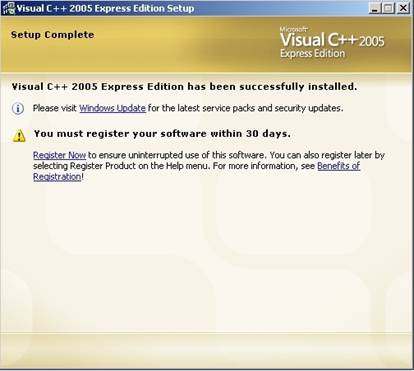 Visual C++ 2005 Express Edition Setup
Setup Complete
Microsoft
Visual C++ 2005
Express Edition
Visual C++ 2005 Express Edition has been successfully installed.
Please visit Windows Update for the latest service packs and security updates.
You must register your software within 30 days.
Register Now to ensure uninterrupted use of this software. You can also register later by
selecting Register Product on the Help menu. For more information, see Benefits of
Registration!